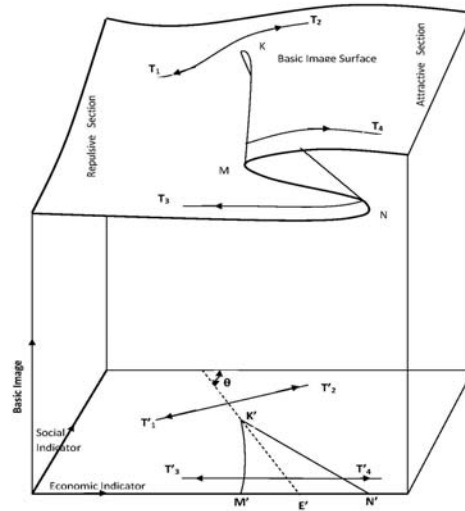 T₂
K
Basic Image Surface
Attractive Section
T₁
Repulsive Section
T₄
M
T₃
N
Basic Image
θ
T'₂
T'₁
K'
Social
Indicator
T'₃
T'₄
Economic Indicator
M'
E'
N'